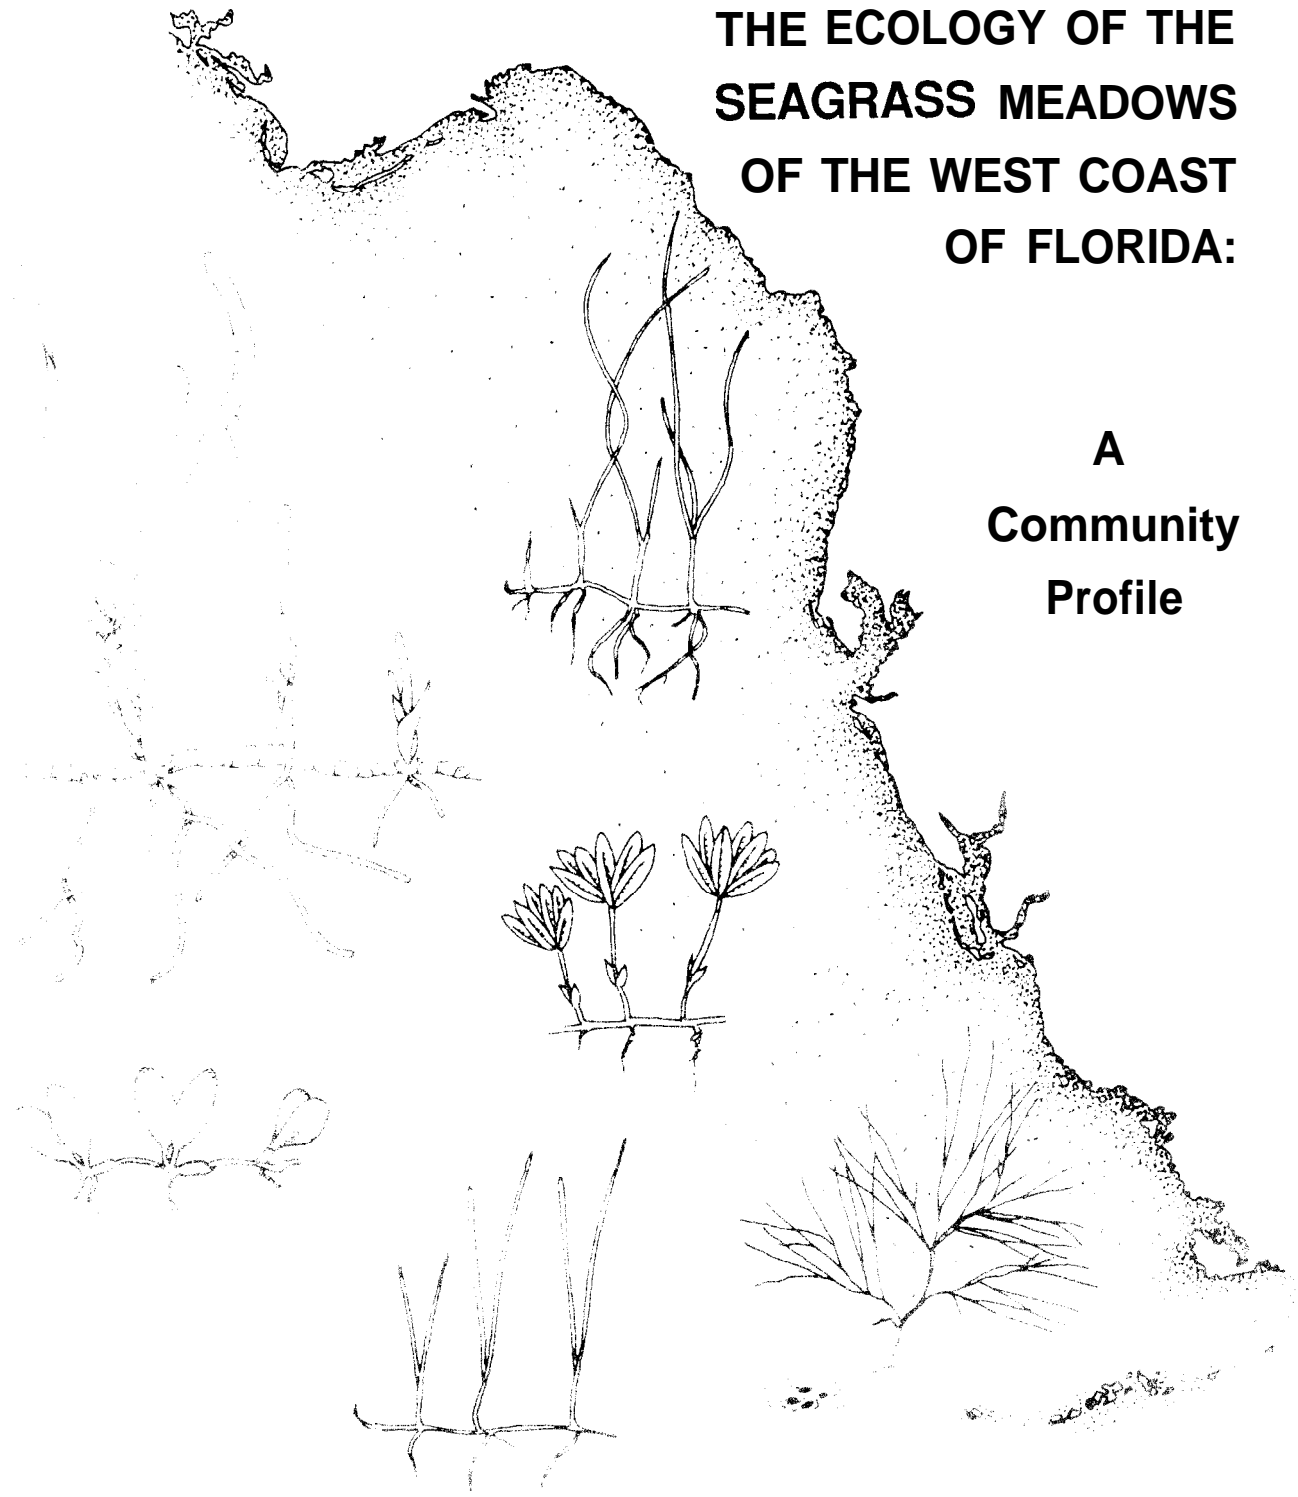 THE ECOLOGY OF THE
SEAGRASS MEADOWS
OF THE WEST COAST
OF FLORIDA:
A
Community
Profile